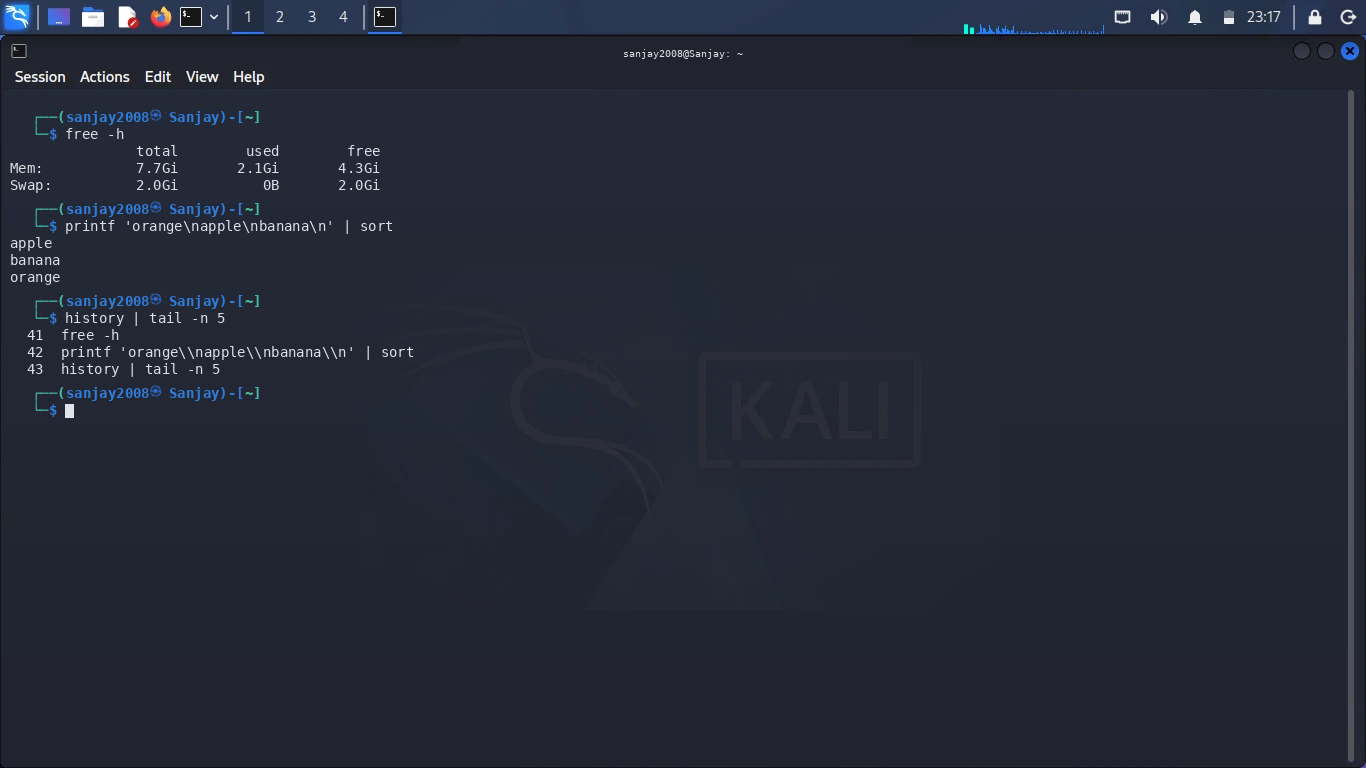 1 2 3 4 23:17
sanjay2008@Sanjay: ~
Session Actions Edit View Help
┌──(sanjay2008㉿ Sanjay)-[~]
└─$ free -h
total used free
Mem: 7.7Gi 2.1Gi 4.3Gi
Swap: 2.0Gi 0B 2.0Gi
┌──(sanjay2008㉿ Sanjay)-[~]
└─$ printf 'orange\napple\nbanana\n' | sort
apple
banana
orange
┌──(sanjay2008㉿ Sanjay)-[~]
└─$ history | tail -n 5
41 free -h
42 printf 'orange\\napple\\nbanana\\n' | sort
43 history | tail -n 5
┌──(sanjay2008㉿ Sanjay)-[~]
└─$
KALI